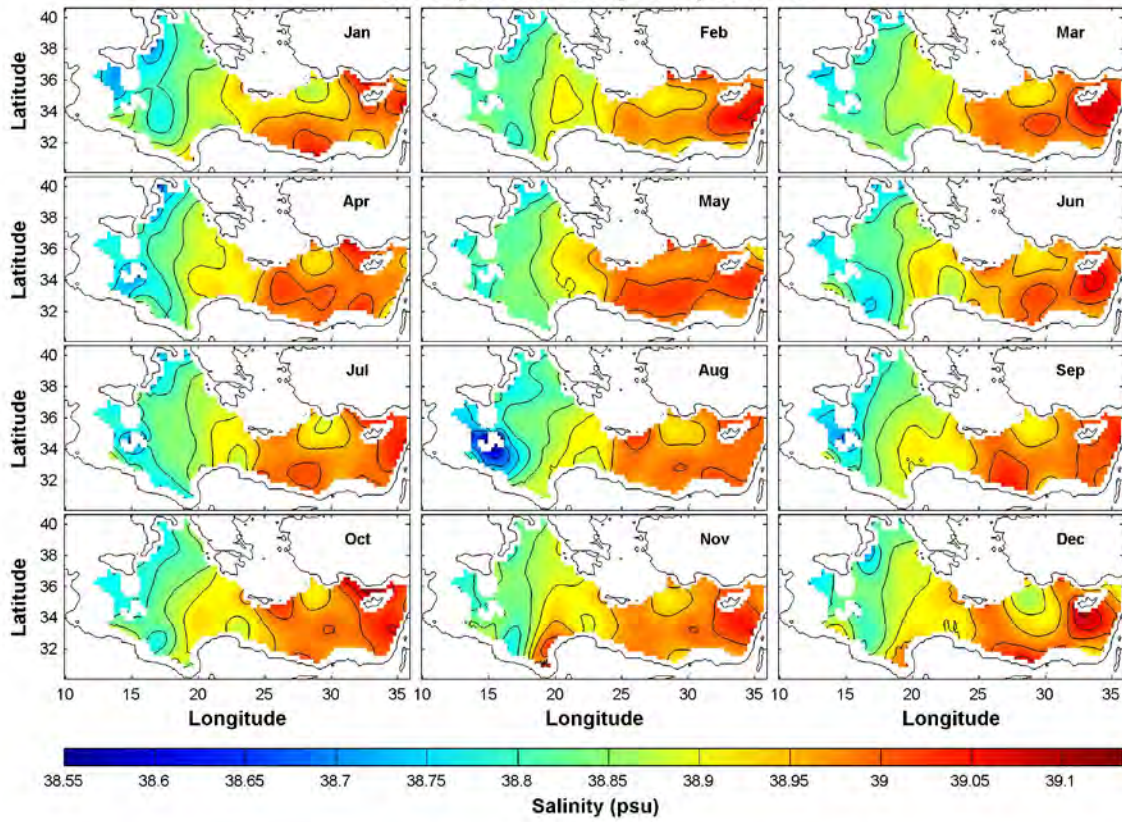 40
38
36
34
32
Latitude
Jan
Feb
Mar
40
38
36
34
32
Latitude
Apr
May
Jun
40
38
36
34
32
Latitude
Jul
Aug
Sep
40
38
36
34
32
Latitude
Oct
Nov
Dec
10 15 20 25 30 35 10 15 20 25 30 35 10 15 20 25 30 35
Longitude Longitude Longitude
38.55 38.6 38.65 38.7 38.75 38.8 38.85 38.9 38.95 39 39.05 39.1
Salinity (psu)